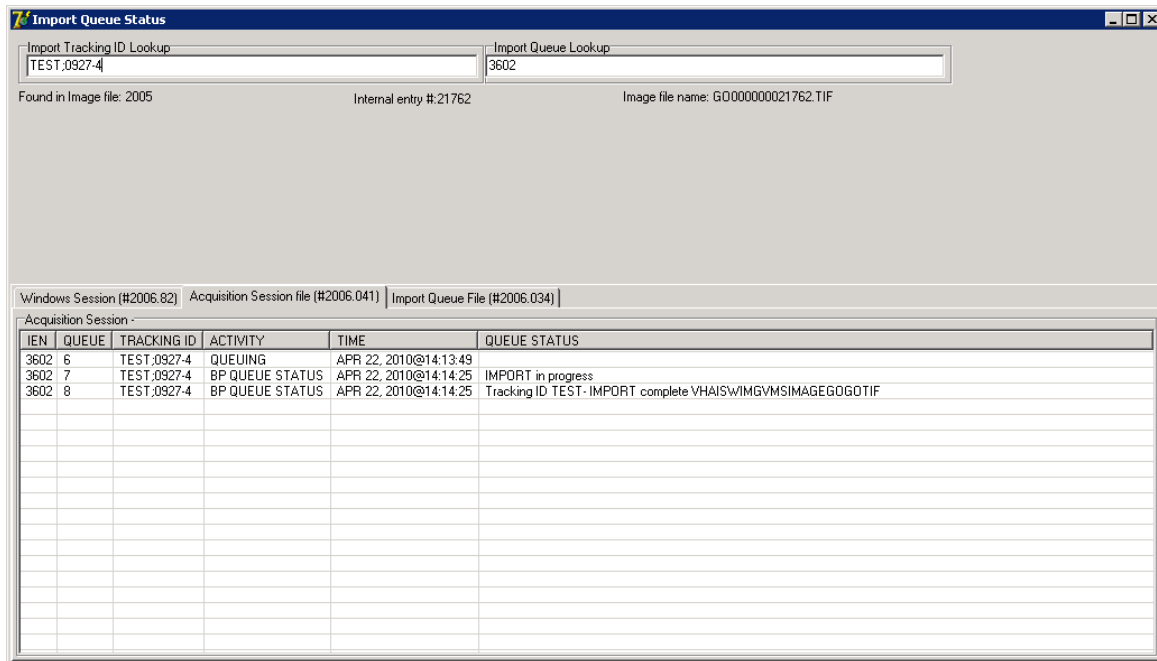 Import Queue Status
Import Tracking ID Lookup Import Queue Lookup
TEST;0927-4 3602
Found in Image file: 2005 Internal entry #:21762 Image file name: GO000000021762.TIF
Windows Session (#2006.82) Acquisition Session file (#2006.041) Import Queue File (#2006.034)
Acquisition Session -
IEN QUEUE TRACKING ID ACTIVITY TIME QUEUE STATUS
3602 6 TEST;0927-4 QUEUING APR 22, 2010@14:13:49
3602 7 TEST;0927-4 BP QUEUE STATUS APR 22, 2010@14:14:25 IMPORT in progress
3602 8 TEST;0927-4 BP QUEUE STATUS APR 22, 2010@14:14:25 Tracking ID TEST- IMPORT complete VHAISWIMGVMSIMAGEGOGOTIF